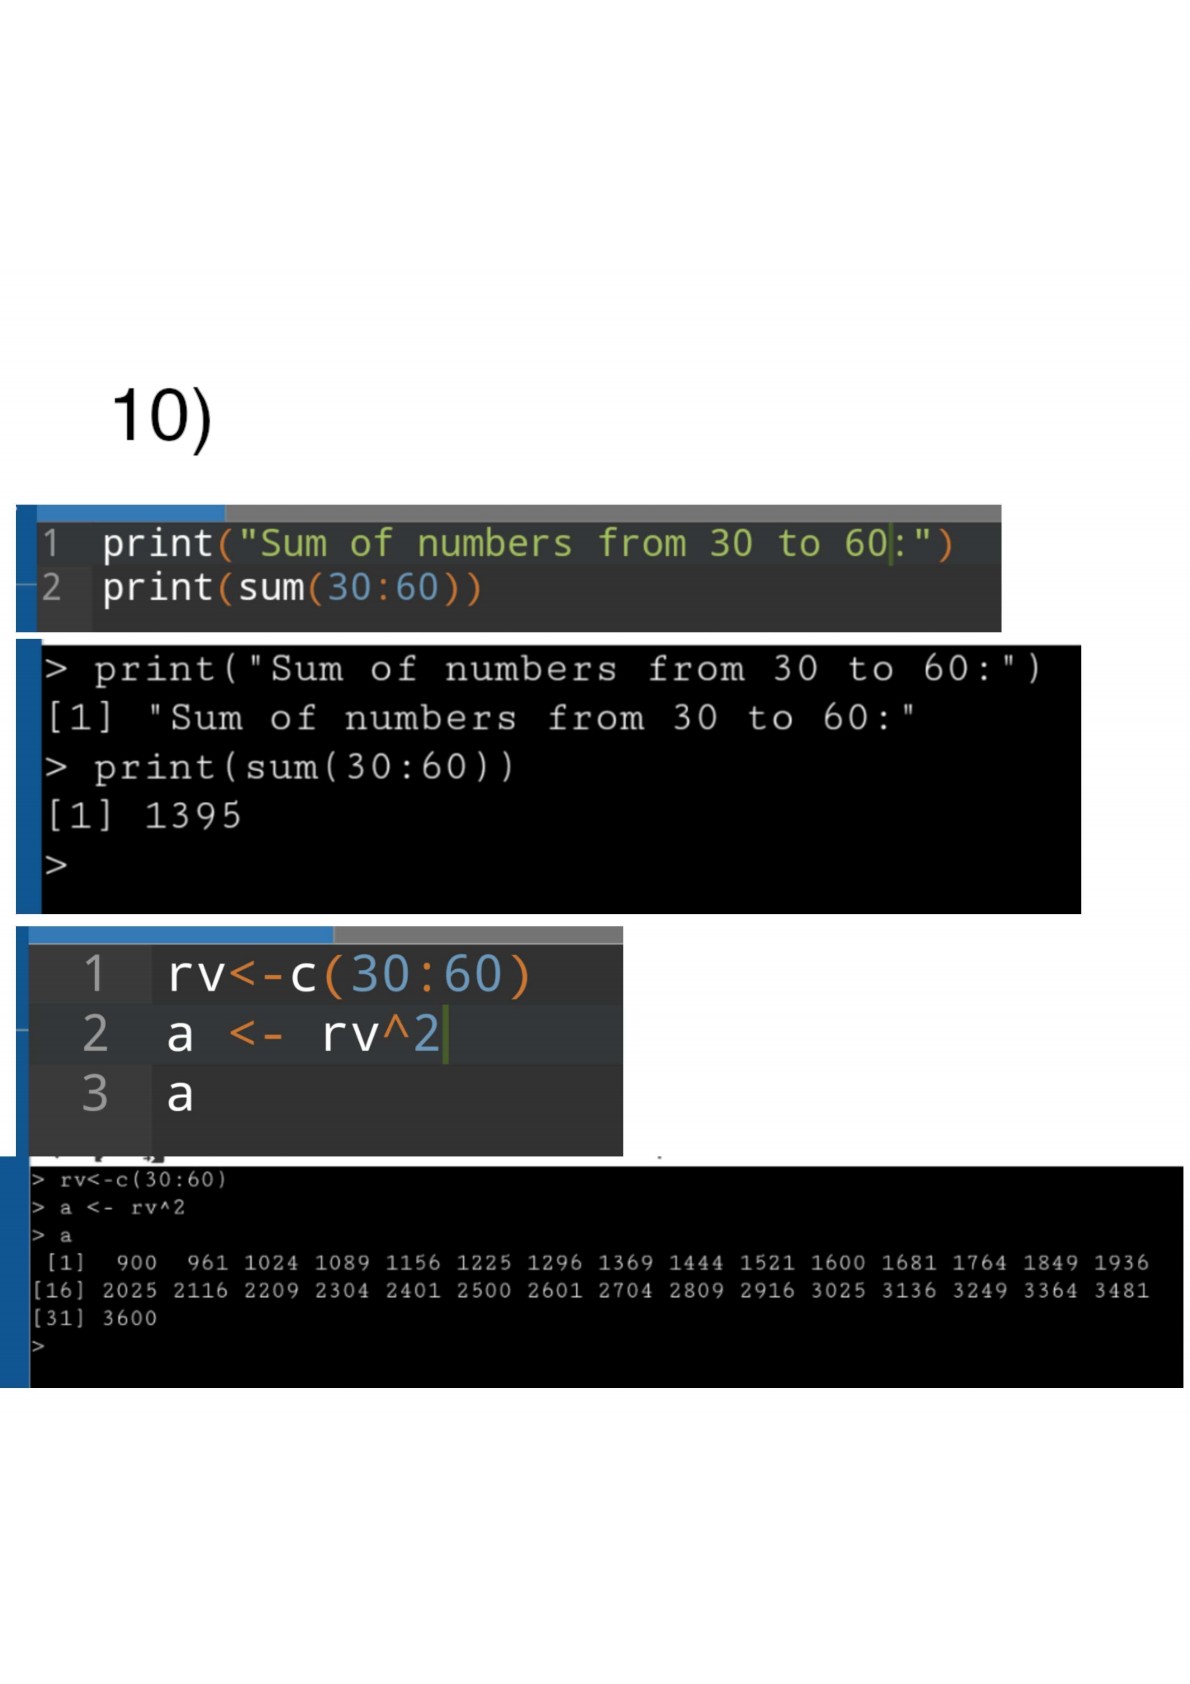 10)
1 print("Sum of numbers from 30 to 60:")
2 print(sum(30:60))
> print("Sum of numbers from 30 to 60:")
[1] "Sum of numbers from 30 to 60:"
> print(sum(30:60))
[1] 1395
>
1 rv<-c(30:60)
2 a <- rv^2
3 a
> rv<-c(30:60)
> a <- rv^2
> a
[1] 900 961 1024 1089 1156 1225 1296 1369 1444 1521 1600 1681 1764 1849 1936
[16] 2025 2116 2209 2304 2401 2500 2601 2704 2809 2916 3025 3136 3249 3364 3481
[31] 3600
>